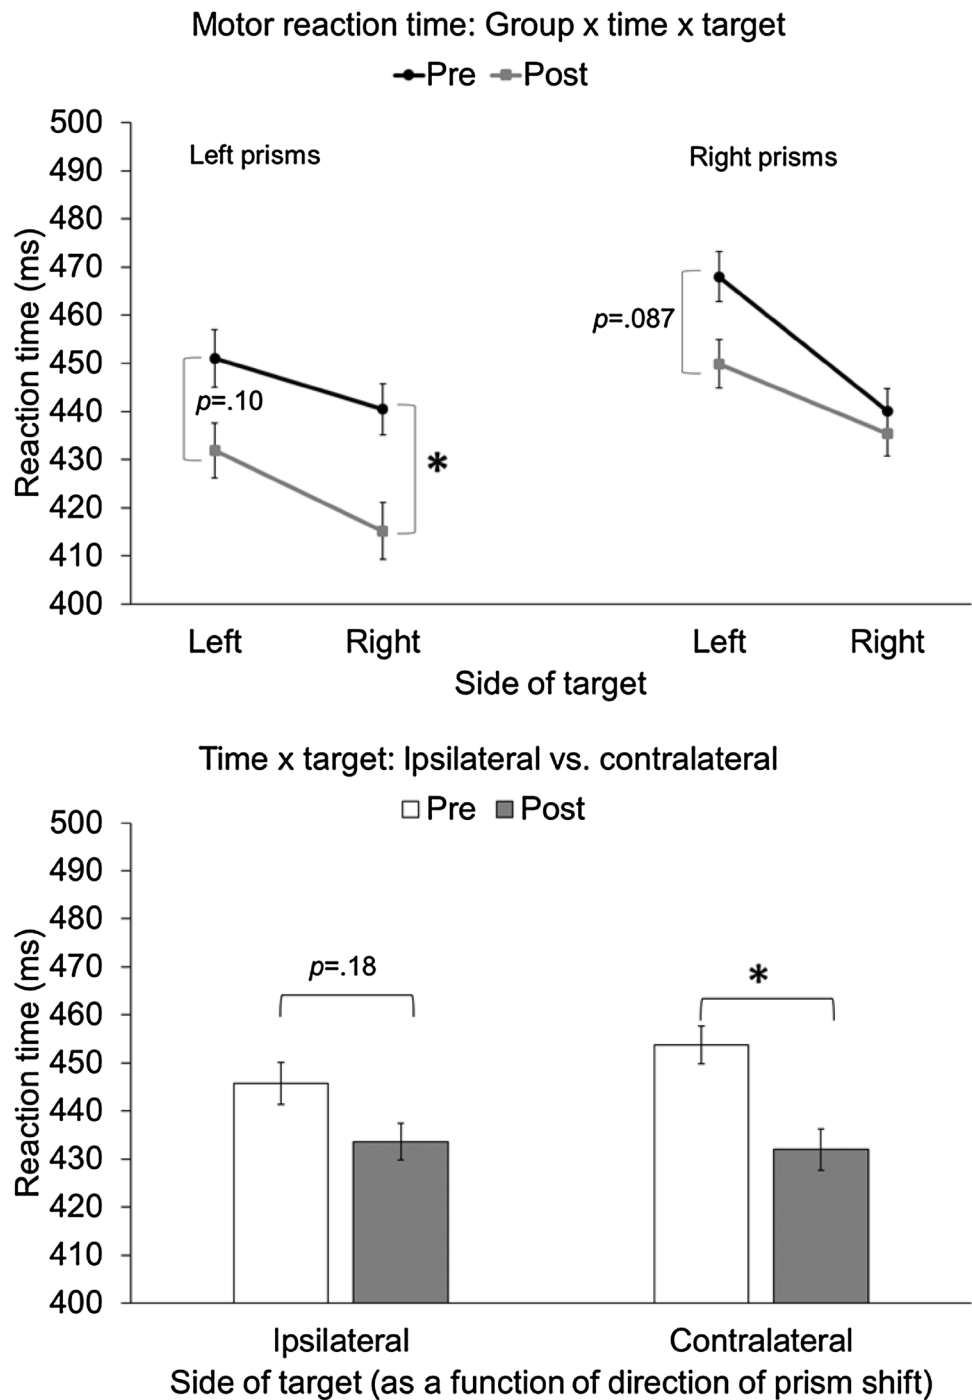 Motor reaction time: Group x time x target
Pre Post
500
490
480
470
460
450
440
430
420
410
400
Reaction time (ms)
Left prisms
Right prisms
p=.10
*
p=.087
Left Right Left Right
Side of target
Time x target: Ipsilateral vs. contralateral
Pre Post
500
490
480
470
460
450
440
430
420
410
400
Reaction time (ms)
p=.18
*
Ipsilateral Contralateral
Side of target (as a function of direction of prism shift)